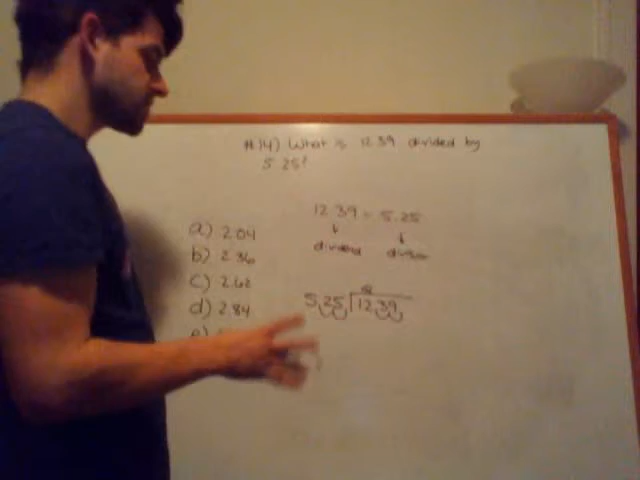 #14) What is 12.39 divided by
5.25?
12.39 ÷ 5.25
dividend divisor
a) 2.04
b) 2.36
c) 2.62
d) 2.84
e)
5.25 12.39